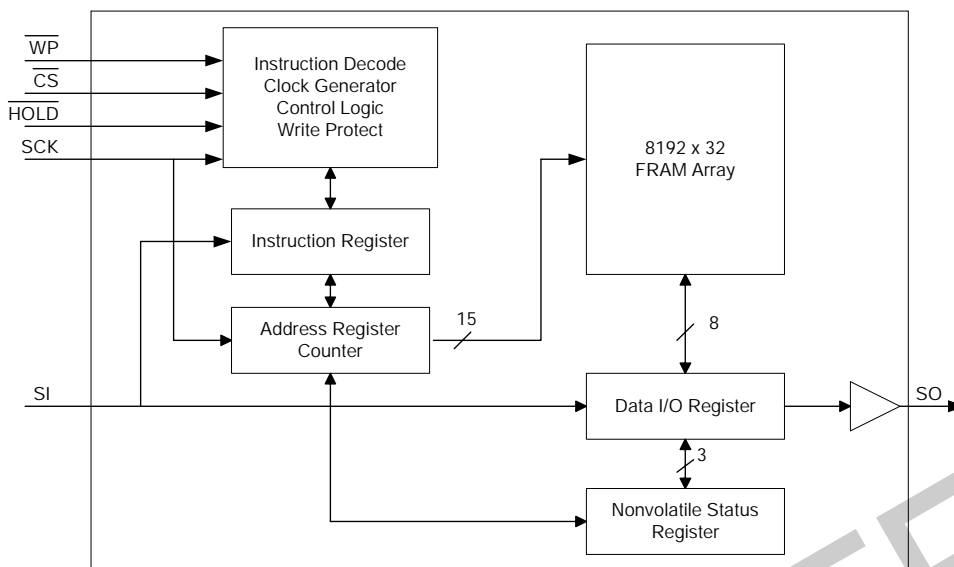 WP
CS
HOLD
SCK
Instruction Decode
Clock Generator
Control Logic
Write Protect
8192 x 32
FRAM Array
Instruction Register
Address Register
Counter
15
8
SI
Data I/O Register
SO
3
Nonvolatile Status
Register